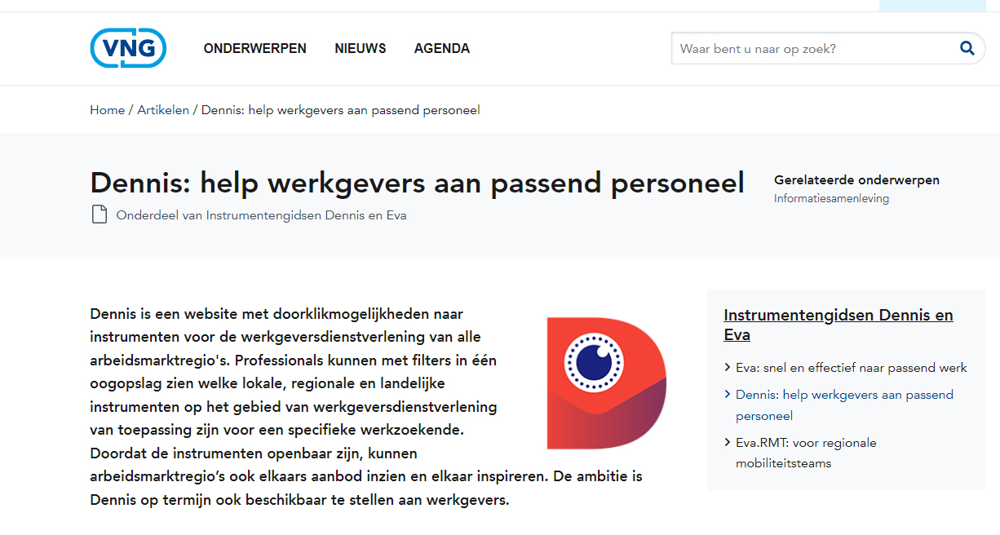 VNG
ONDERWERPEN NIEUWS AGENDA
Waar bent u naar op zoek?
Home / Artikelen / Dennis: help werkgevers aan passend personeel
Dennis: help werkgevers aan passend personeel
Onderdeel van Instrumentengidsen Dennis en Eva
Gerelateerde onderwerpen
Informatiesamenleving
Dennis is een website met doorklikmogelijkheden naar
instrumenten voor de werkgeversdienstverlening van alle
arbeidsmarktregio's. Professionals kunnen met filters in één
oogopslag zien welke lokale, regionale en landelijke
instrumenten op het gebied van werkgeversdienstverlening
van toepassing zijn voor een specifieke werkzoekende.
Doordat de instrumenten openbaar zijn, kunnen
arbeidsmarktregio’s ook elkaars aanbod inzien en elkaar inspireren. De ambitie is
Dennis op termijn ook beschikbaar te stellen aan werkgevers.
Instrumentengidsen Dennis en
Eva
Eva: snel en effectief naar passend werk
Dennis: help werkgevers aan passend
personeel
Eva.RMT: voor regionale
mobiliteitsteams